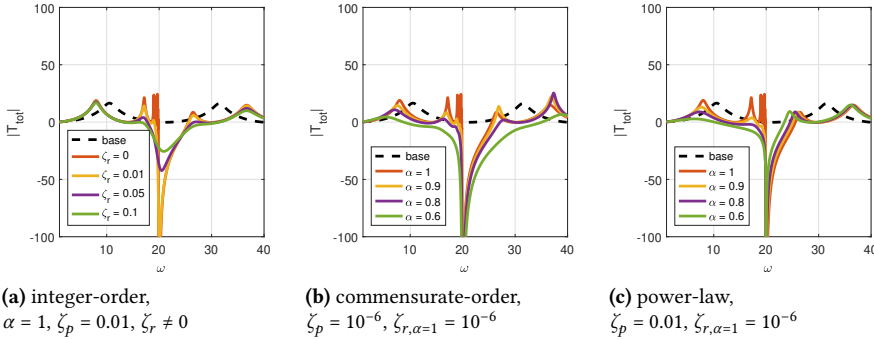 100
50
0
-50
-100
|T_tot|
base
ζ_r = 0
ζ_r = 0.01
ζ_r = 0.05
ζ_r = 0.1
10
20
30
40
ω
100
50
0
-50
-100
|T_tot|
base
α = 1
α = 0.9
α = 0.8
α = 0.6
10
20
30
40
ω
100
50
0
-50
-100
|T_tot|
base
α = 1
α = 0.9
α = 0.8
α = 0.6
10
20
30
40
ω
(a) integer-order,
α = 1, ζ_p = 0.01, ζ_r ≠ 0
(b) commensurate-order,
ζ_p = 10⁻⁶, ζ_{r,α=1} = 10⁻⁶
(c) power-law,
ζ_p = 0.01, ζ_{r,α=1} = 10⁻⁶